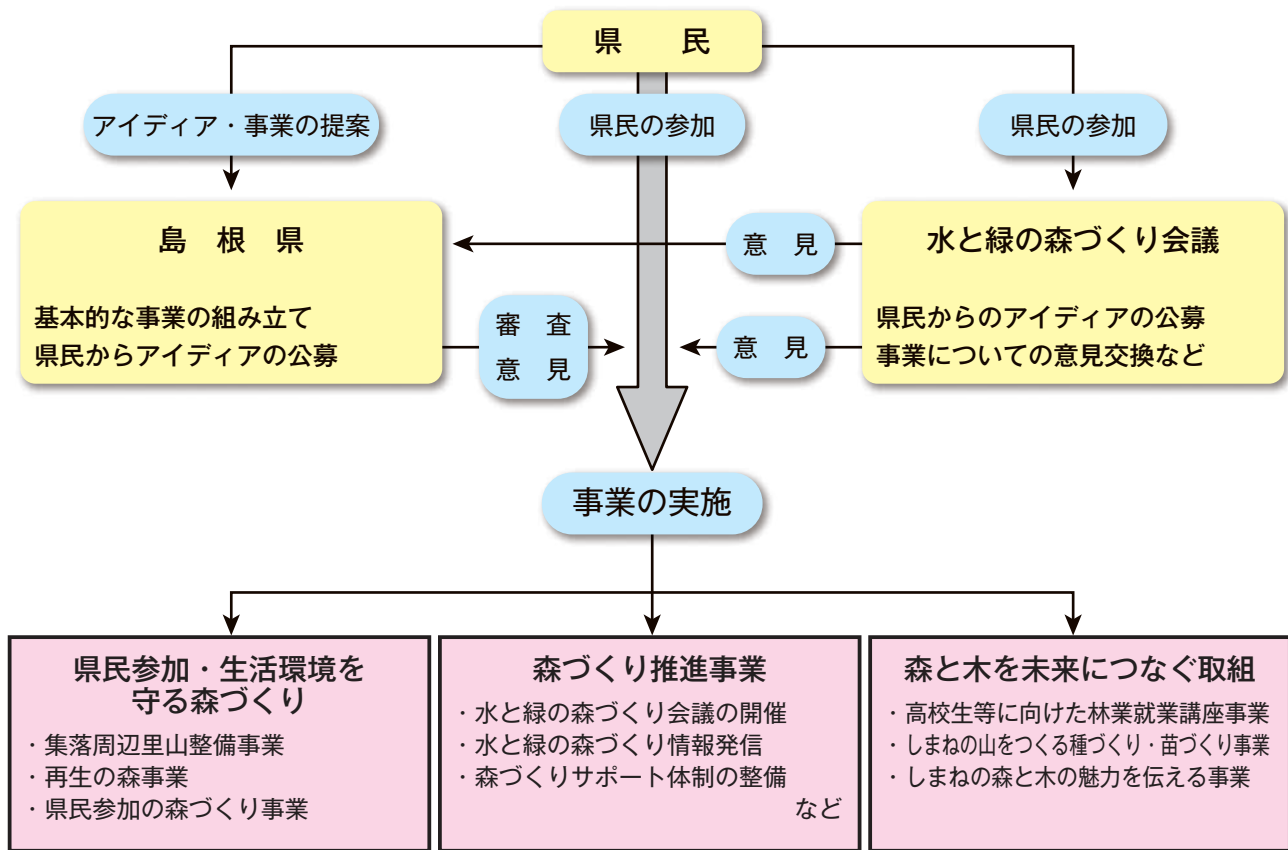 県　民
アイディア・事業の提案
県民の参加
県民の参加
島　根　県
基本的な事業の組み立て
県民からアイディアの公募
意　見
水と緑の森づくり会議
県民からのアイディアの公募
事業についての意見交換など
審　査
意　見
意　見
事業の実施
県民参加・生活環境を
守る森づくり
・集落周辺里山整備事業
・再生の森事業
・県民参加の森づくり事業
森づくり推進事業
・水と緑の森づくり会議の開催
・水と緑の森づくり情報発信
・森づくりサポート体制の整備
など
森と木を未来につなぐ取組
・高校生等に向けた林業就業講座事業
・しまねの山をつくる種づくり・苗づくり事業
・しまねの森と木の魅力を伝える事業